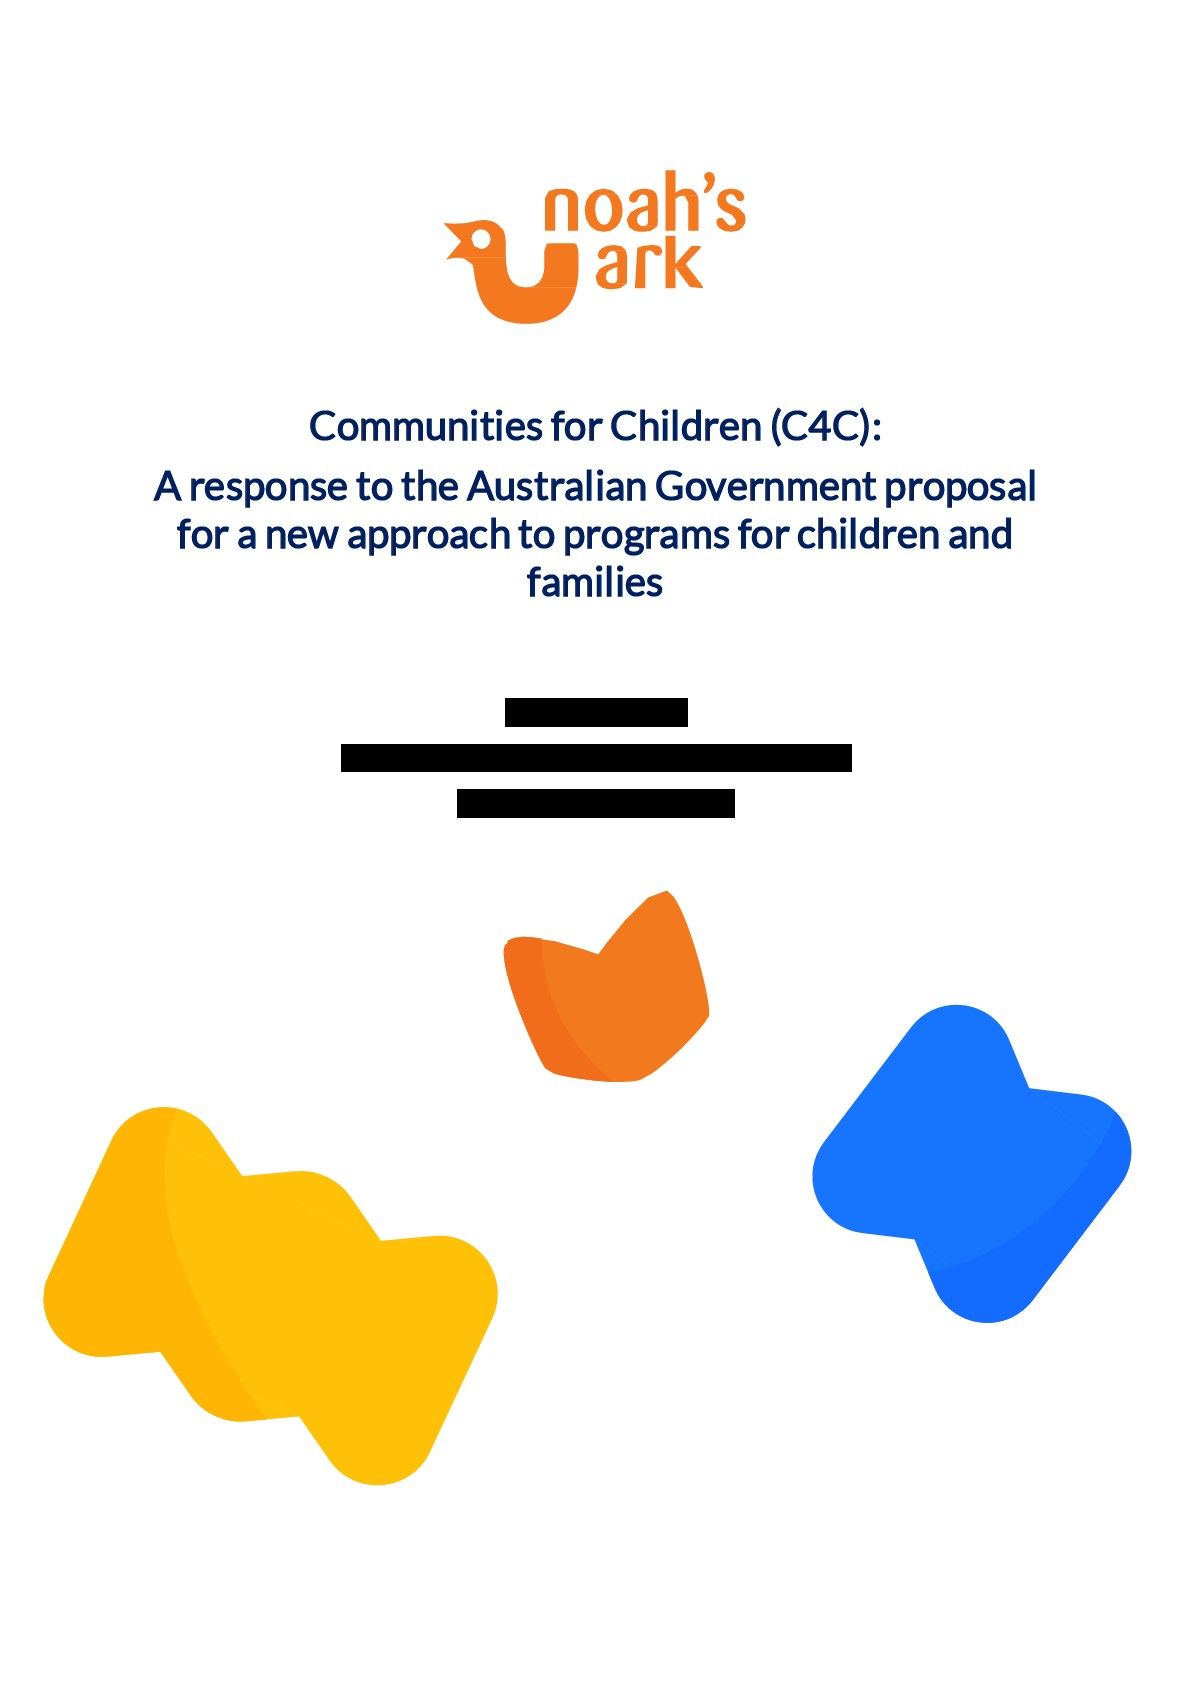 noah's
ark
Communities for Children (C4C):
A response to the Australian Government proposal
for a new approach to programs for children and
families